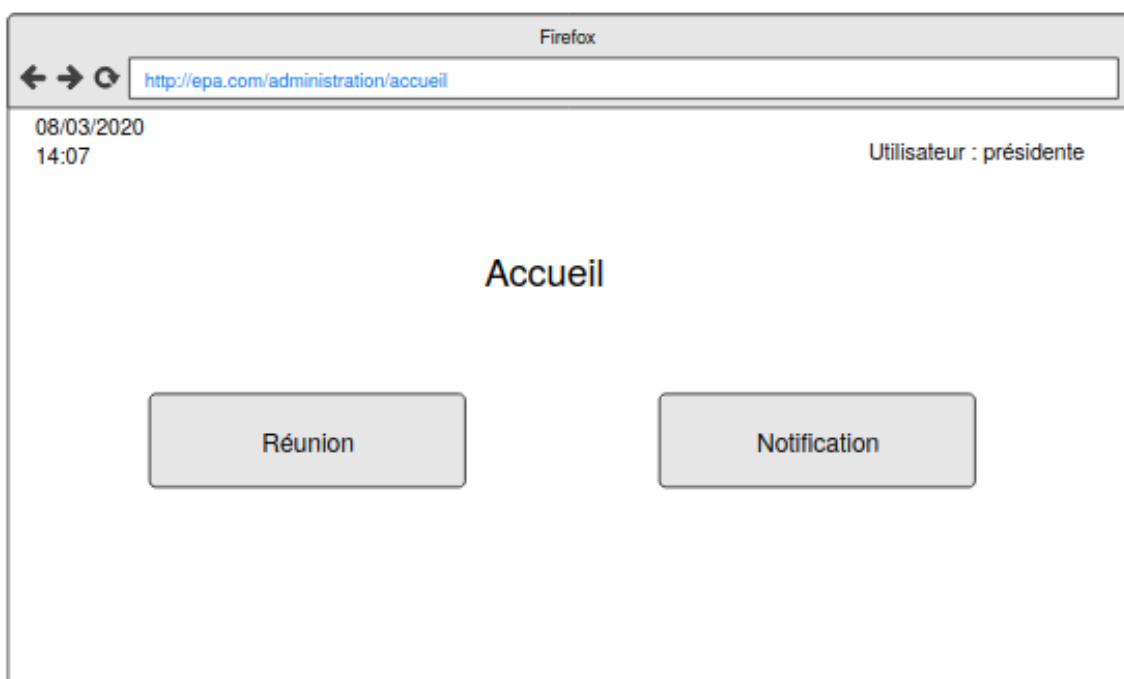 Firefox
http://epa.com/administration/accueil
08/03/2020
14:07
Utilisateur : présidente
Accueil
Réunion
Notification